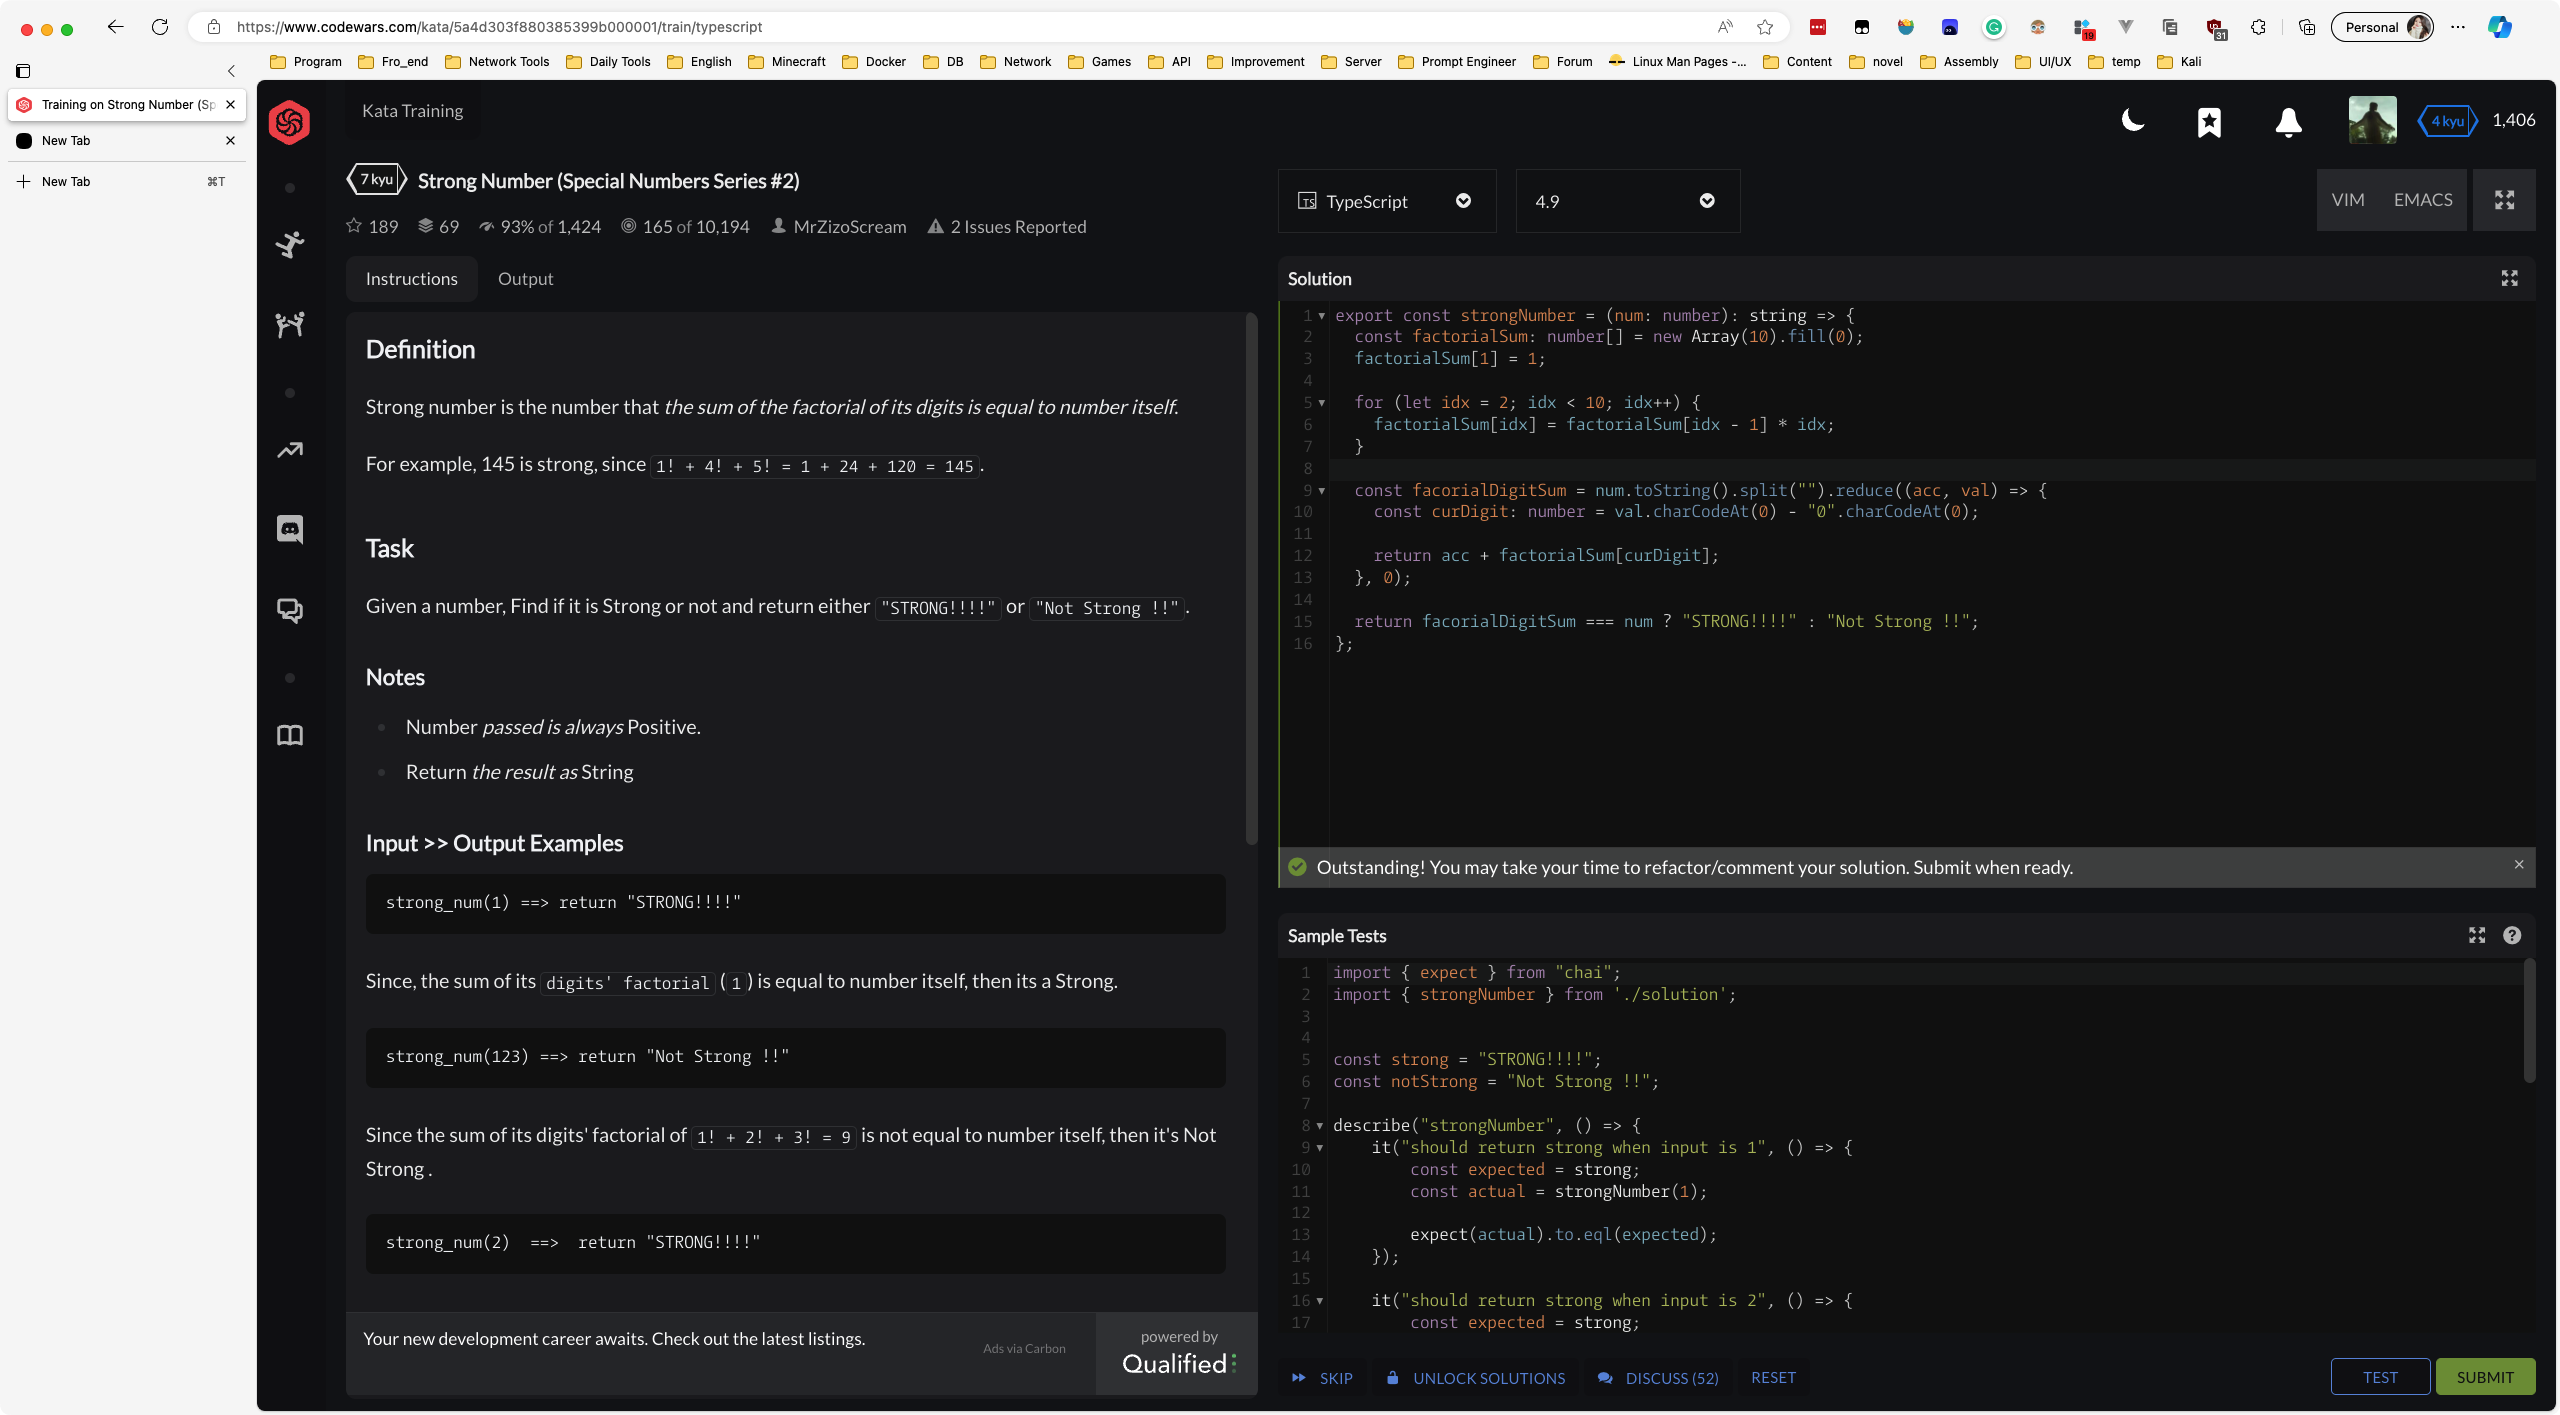 https://www.codewars.com/kata/5a4d303f880385399b000001/train/typescript
19
31
Personal
Program
Fro_end
Network Tools
Daily Tools
English
Minecraft
Docker
DB
Network
Games
API
Improvement
Server
Prompt Engineer
Forum
Linux Man Pages -...
Content
novel
Assembly
UI/UX
temp
Kali
Training on Strong Number (Sp
New Tab
New Tab
⌘T
Kata Training
4 kyu
1,406
7 kyu
Strong Number (Special Numbers Series #2)
189
69
93% of 1,424
165 of 10,194
MrZizoScream
2 Issues Reported
TS TypeScript
4.9
VIM
EMACS
Instructions
Output
Definition
Strong number is the number that the sum of the factorial of its digits is equal to number itself.
For example, 145 is strong, since 1! + 4! + 5! = 1 + 24 + 120 = 145.
Task
Given a number, Find if it is Strong or not and return either "STRONG!!!!" or "Not Strong !!".
Notes
Number passed is always Positive.
Return the result as String
Input >> Output Examples
strong_num(1) ==> return "STRONG!!!!"
Since, the sum of its digits' factorial (1) is equal to number itself, then its a Strong.
strong_num(123) ==> return "Not Strong !!"
Since the sum of its digits' factorial of 1! + 2! + 3! = 9 is not equal to number itself, then it's Not
Strong .
strong_num(2)  ==>  return "STRONG!!!!"
Your new development career awaits. Check out the latest listings.
Ads via Carbon
powered by
Qualified
Solution
1 export const strongNumber = (num: number): string => {
2   const factorialSum: number[] = new Array(10).fill(0);
3   factorialSum[1] = 1;
4
5   for (let idx = 2; idx < 10; idx++) {
6     factorialSum[idx] = factorialSum[idx - 1] * idx;
7   }
8
9   const facorialDigitSum = num.toString().split("").reduce((acc, val) => {
10     const curDigit: number = val.charCodeAt(0) - "0".charCodeAt(0);
11
12     return acc + factorialSum[curDigit];
13   }, 0);
14
15   return facorialDigitSum === num ? "STRONG!!!!" : "Not Strong !!";
16 };
Outstanding! You may take your time to refactor/comment your solution. Submit when ready.
Sample Tests
1 import { expect } from "chai";
2 import { strongNumber } from './solution';
3
4
5 const strong = "STRONG!!!!";
6 const notStrong = "Not Strong !!";
7
8 describe("strongNumber", () => {
9     it("should return strong when input is 1", () => {
10         const expected = strong;
11         const actual = strongNumber(1);
12
13         expect(actual).to.eql(expected);
14     });
15
16     it("should return strong when input is 2", () => {
17         const expected = strong;
SKIP
UNLOCK SOLUTIONS
DISCUSS (52)
RESET
TEST
SUBMIT